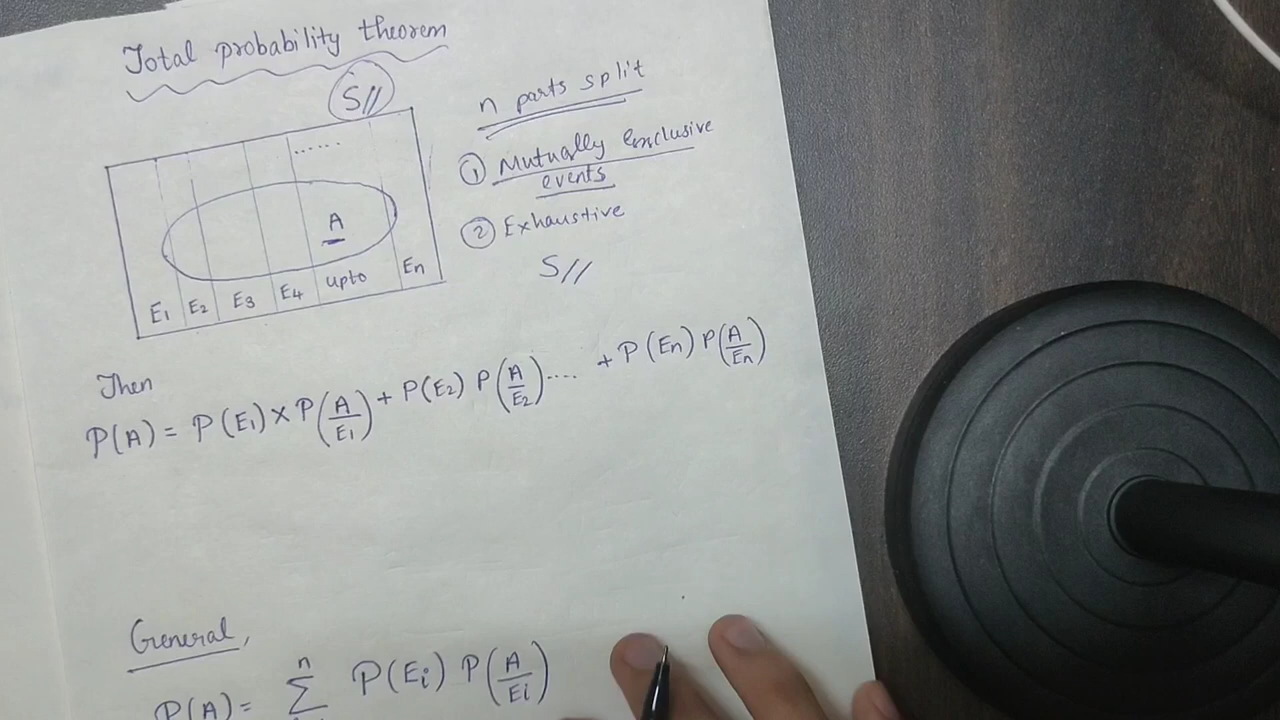 Total probability theorem
S//
......
A
E1 E2 E3 E4 upto En
n parts split
① Mutually exclusive
events
② Exhaustive
S//
Then
P(A) = P(E1) × P(A/E1) + P(E2) P(A/E2) .... + P(En) P(A/En)
General,
P(A) = n∑ P(Ei) P(A/Ei)